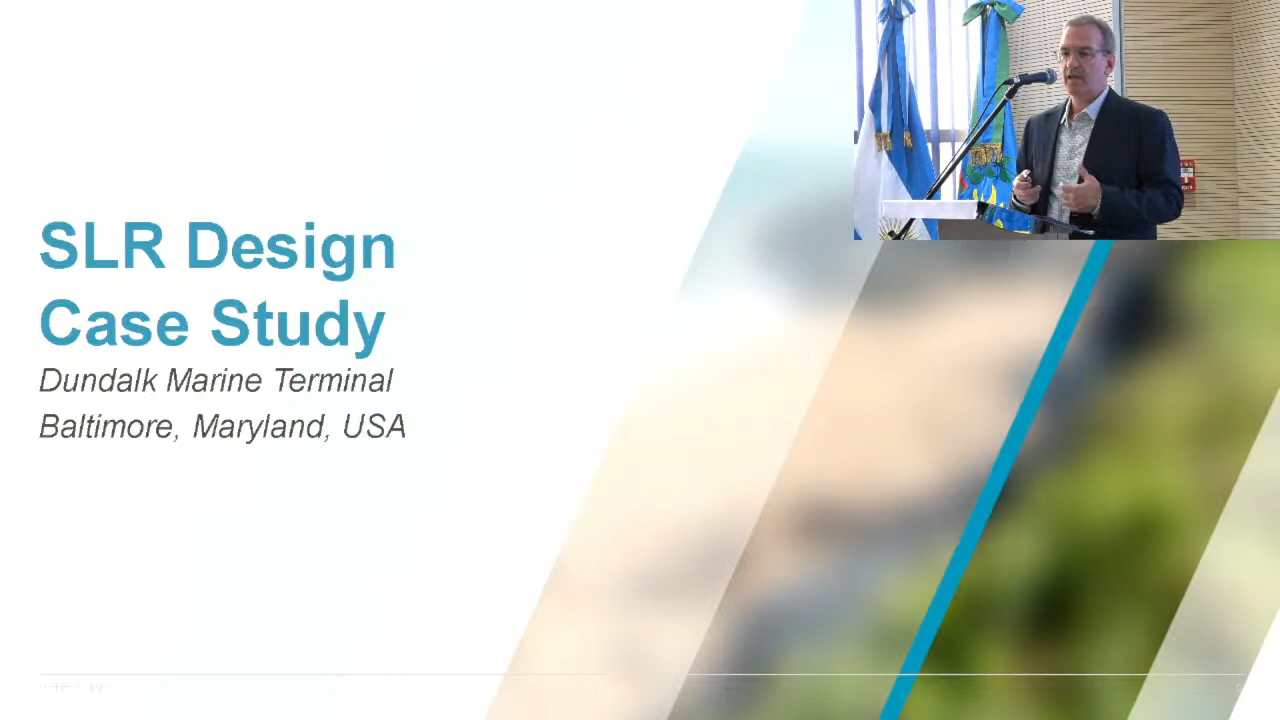 SLR Design
Case Study
Dundalk Marine Terminal
Baltimore, Maryland, USA